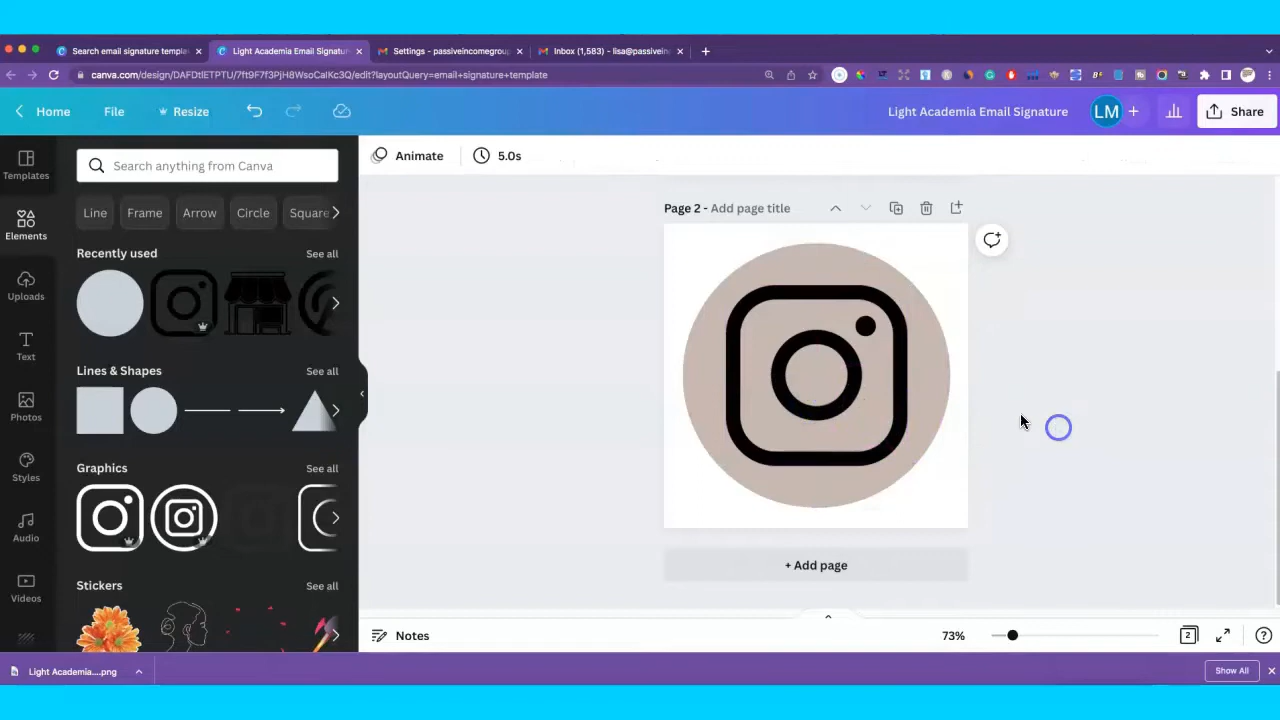 Search email signature templa
Light Academia Email Signatur
Settings - passiveincomegroup.
Inbox (1,583) - lisa@passivein
canva.com/design/DAFDtlETPTU/7ft9F7f3PjH8WsoCalKc3Q/edit?layoutQuery=email+signature+template
Home
File
Resize
Light Academia Email Signature
LM
Share
Templates
Search anything from Canva
Animate
5.0s
Elements
Line
Frame
Arrow
Circle
Square
Page 2 - Add page title
Recently used
See all
Uploads
Text
Lines & Shapes
See all
Photos
Styles
Graphics
See all
Audio
+ Add page
Stickers
See all
Videos
Notes
73%
2
Light Academia....png
Show All